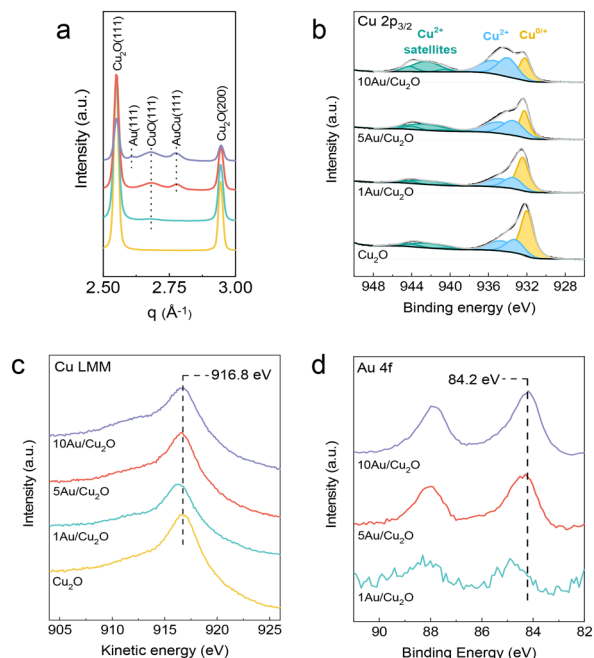 a
Cu₂O(111)
Au(111)
CuO(111)
AuCu(111)
Cu₂O(200)
Intensity (a.u.)
2.50 2.75 3.00
q (Å⁻¹)
b
Cu 2p₃/₂
Cu²⁺ satellites
Cu²⁺
Cu⁰/⁺
10Au/Cu₂O
5Au/Cu₂O
1Au/Cu₂O
Cu₂O
Intensity (a.u.)
948 944 940 936 932 928
Binding energy (eV)
c
Cu LMM
916.8 eV
10Au/Cu₂O
5Au/Cu₂O
1Au/Cu₂O
Cu₂O
Intensity (a.u.)
905 910 915 920 925
Kinetic energy (eV)
d
Au 4f
84.2 eV
10Au/Cu₂O
5Au/Cu₂O
1Au/Cu₂O
Intensity (a.u.)
90 88 86 84 82
Binding Energy (eV)